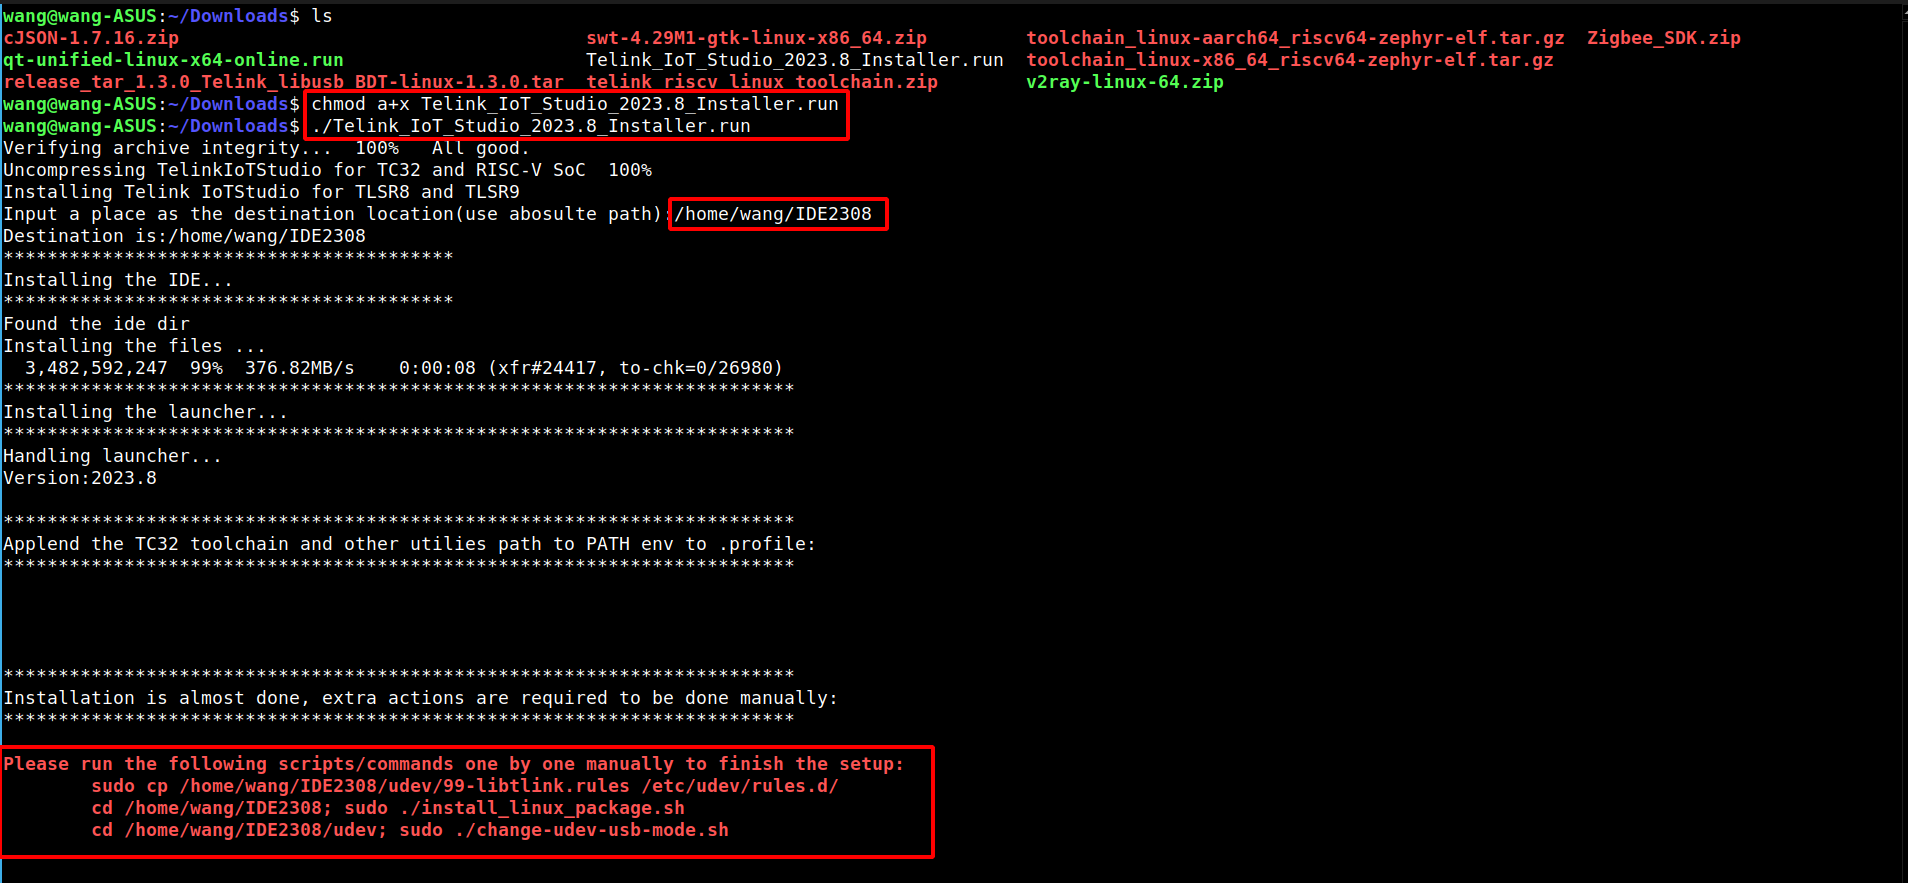 wang@wang-ASUS:~/Downloads$ ls
cJSON-1.7.16.zip swt-4.29M1-gtk-linux-x86_64.zip toolchain_linux-aarch64_riscv64-zephyr-elf.tar.gz Zigbee_SDK.zip
qt-unified-linux-x64-online.run Telink_IoT_Studio_2023.8_Installer.run toolchain_linux-x86_64_riscv64-zephyr-elf.tar.gz
release_tar_1.3.0_Telink_libusb_BDT-linux-1.3.0.tar telink_riscv_linux_toolchain.zip v2ray-linux-64.zip
wang@wang-ASUS:~/Downloads$ chmod a+x Telink_IoT_Studio_2023.8_Installer.run
wang@wang-ASUS:~/Downloads$ ./Telink_IoT_Studio_2023.8_Installer.run
Verifying archive integrity... 100% All good.
Uncompressing TelinkIoTStudio for TC32 and RISC-V SoC 100%
Installing Telink IoTStudio for TLSR8 and TLSR9
Input a place as the destination location(use abosulte path):/home/wang/IDE2308
Destination is:/home/wang/IDE2308
*****************************************
Installing the IDE...
*****************************************
Found the ide dir
Installing the files ...
3,482,592,247 99% 376.82MB/s 0:00:08 (xfr#24417, to-chk=0/26980)
************************************************************************
Installing the launcher...
************************************************************************
Handling launcher...
Version:2023.8
************************************************************************
Applend the TC32 toolchain and other utilies path to PATH env to .profile:
************************************************************************
************************************************************************
Installation is almost done, extra actions are required to be done manually:
************************************************************************
Please run the following scripts/commands one by one manually to finish the setup:
sudo cp /home/wang/IDE2308/udev/99-libtlink.rules /etc/udev/rules.d/
cd /home/wang/IDE2308; sudo ./install_linux_package.sh
cd /home/wang/IDE2308/udev; sudo ./change-udev-usb-mode.sh